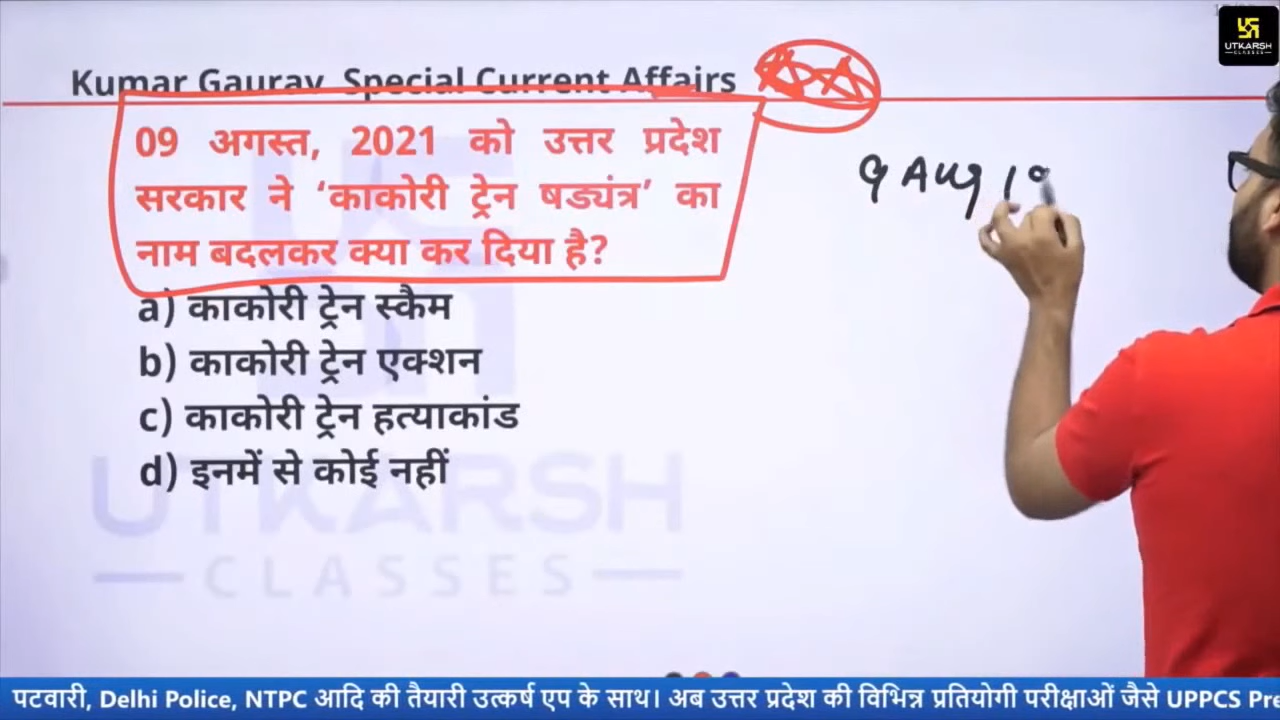 UTKARSH
CLASSES
Kumar Gaurav Special Current Affairs
09 अगस्त, 2021 को उत्तर प्रदेश
सरकार ने ‘काकोरी ट्रेन षड्यंत्र’ का
नाम बदलकर क्या कर दिया है?
9 Aug 19
a) काकोरी ट्रेन स्कैम
b) काकोरी ट्रेन एक्शन
c) काकोरी ट्रेन हत्याकांड
d) इनमें से कोई नहीं
UTKARSH
CLASSES
पटवारी, Delhi Police, NTPC आदि की तैयारी उत्कर्ष एप के साथ। अब उत्तर प्रदेश की विभिन्न प्रतियोगी परीक्षाओं जैसे UPPCS Pre